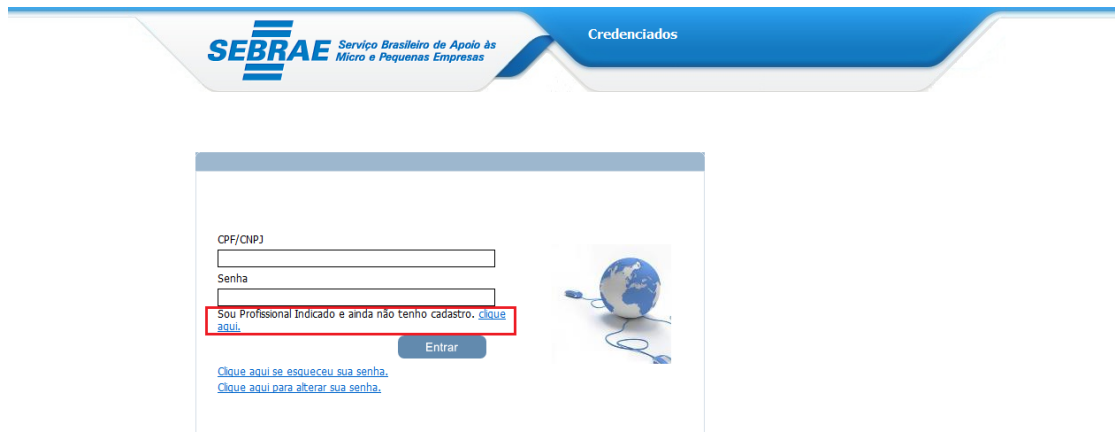 SEBRAE
Serviço Brasileiro de Apoio às
Micro e Pequenas Empresas
Credenciados
CPF/CNPJ
Senha
Sou Profissional Indicado e ainda não tenho cadastro. clique
aqui.
Entrar
Clique aqui se esqueceu sua senha.
Clique aqui para alterar sua senha.